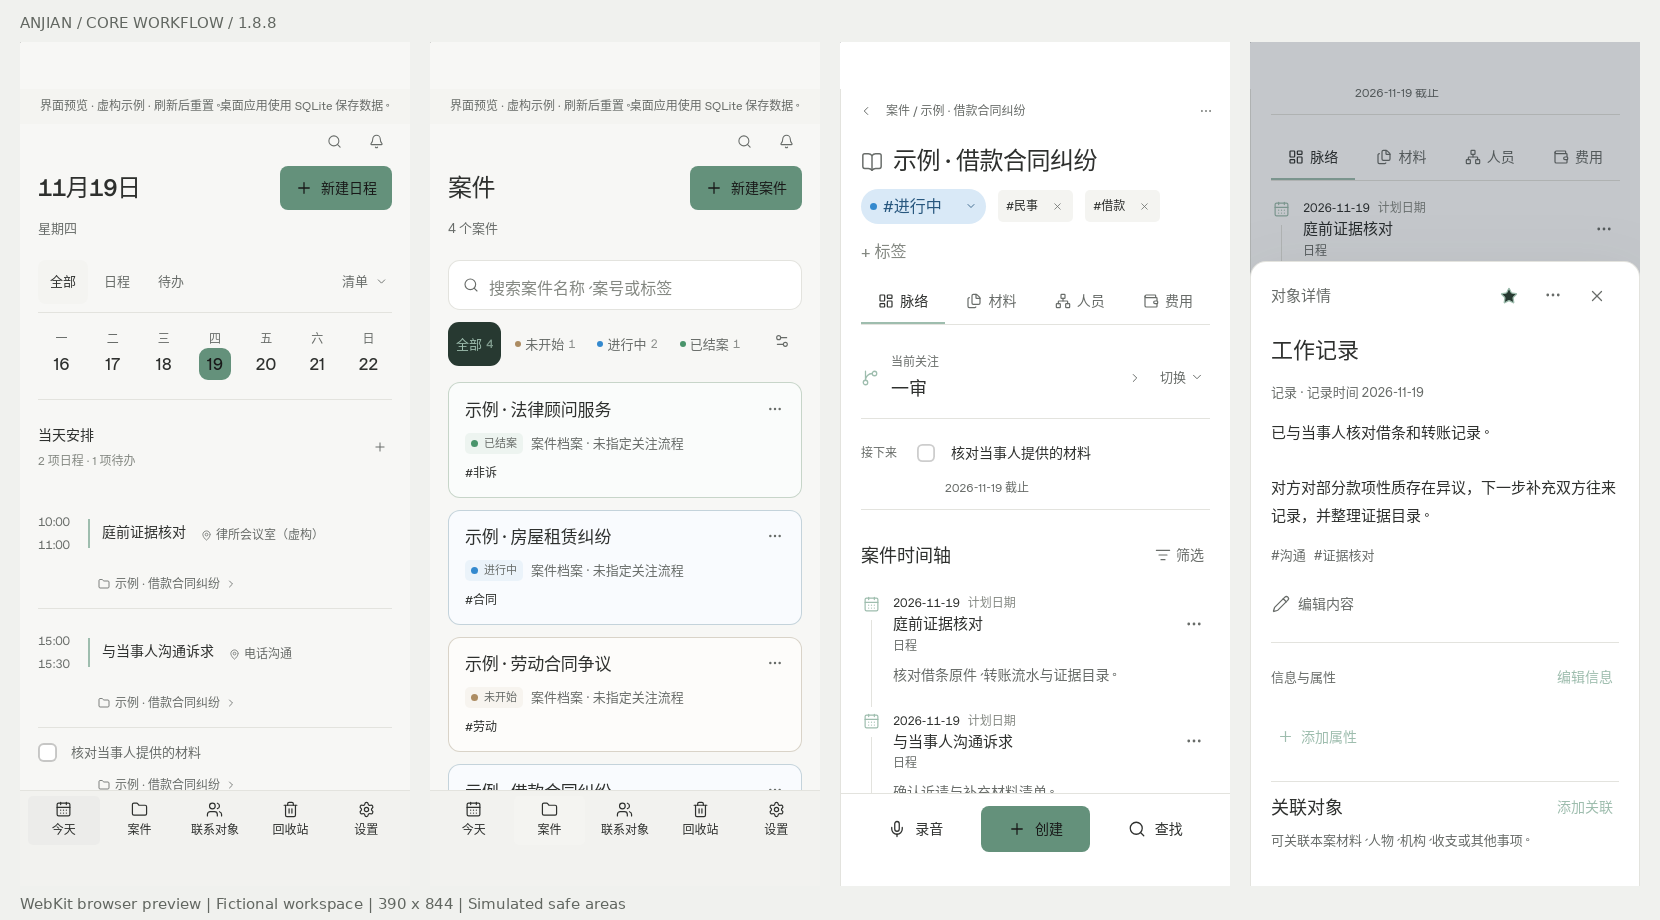 ANJIAN / CORE WORKFLOW / 1.8.8
界面预览 · 虚构示例 · 刷新后重置。桌面应用使用 SQLite 保存数据。
11月19日
新建日程
星期四
全部
日程
待办
清单
一 二 三 四 五 六 日
16 17 18 19 20 21 22
当天安排
2 项日程 · 1 项待办
10:00
11:00
庭前证据核对
律所会议室（虚构）
示例 · 借款合同纠纷
15:00
15:30
与当事人沟通诉求
电话沟通
示例 · 借款合同纠纷
核对当事人提供的材料
示例 · 借款合同纠纷
今天
案件
联系对象
回收站
设置
界面预览 · 虚构示例 · 刷新后重置。桌面应用使用 SQLite 保存数据。
案件
新建案件
4 个案件
搜索案件名称、案号或标签
全部 4
未开始 1
进行中 2
已结案 1
示例 · 法律顾问服务
已结案
案件档案 · 未指定关注流程
#非诉
示例 · 房屋租赁纠纷
进行中
案件档案 · 未指定关注流程
#合同
示例 · 劳动合同争议
未开始
案件档案 · 未指定关注流程
#劳动
示例 · 借款合同纠纷
今天
案件
联系对象
回收站
设置
案件 / 示例 · 借款合同纠纷
示例 · 借款合同纠纷
#进行中
#民事
#借款
+ 标签
脉络
材料
人员
费用
当前关注
一审
切换
接下来
核对当事人提供的材料
2026-11-19 截止
案件时间轴
筛选
2026-11-19 计划日期
庭前证据核对
日程
核对借条原件、转账流水与证据目录。
2026-11-19 计划日期
与当事人沟通诉求
日程
确认诉请与补充材料清单。
录音
创建
查找
2026-11-19 截止
脉络
材料
人员
费用
2026-11-19 计划日期
庭前证据核对
日程
对象详情
工作记录
记录 · 记录时间 2026-11-19
已与当事人核对借条和转账记录。
对方对部分款项性质存在异议，下一步补充双方往来
记录，并整理证据目录。
#沟通 #证据核对
编辑内容
信息与属性
编辑信息
添加属性
关联对象
添加关联
可关联本案材料、人物、机构、收支或其他事项。
WebKit browser preview | Fictional workspace | 390 x 844 | Simulated safe areas